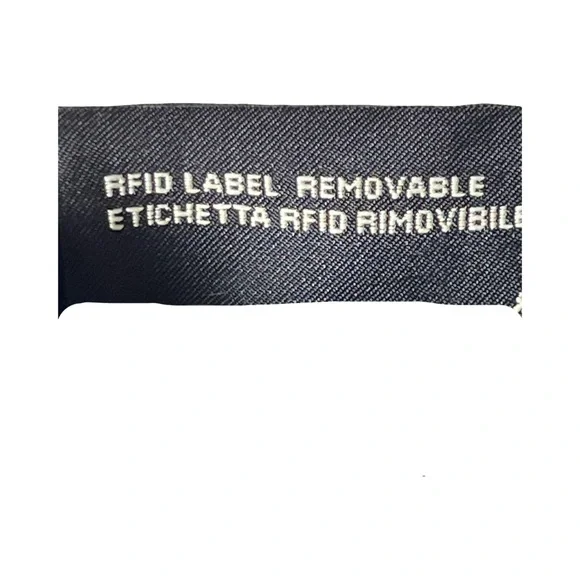 RFID LABEL REMOVABLE
ETICHETTA RFID RIMOVIBILE